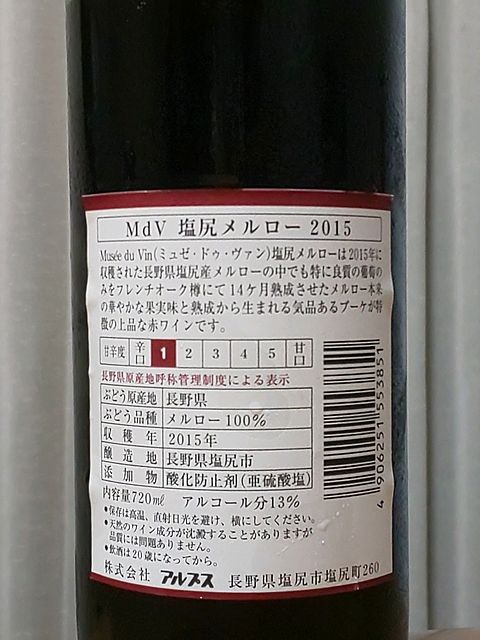 MdV 塩尻メルロー 2015
Musée du Vin(ミュゼ・ドゥ・ヴァン)塩尻メルローは2015年に
収穫された長野県塩尻産メルローの中でも特に良質の葡萄の
みをフレンチオーク樽にて14ケ月熟成させたメルロー本来
の華やかな果実味と熟成から生まれる気品あるブーケが特
徴の上品な赤ワインです。
甘辛度 辛口 1 2 3 4 5 甘口
長野県原産地呼称管理制度による表示
ぶどう原産地 長野県
ぶどう品種 メルロー100%
収穫年 2015年
醸造地 長野県塩尻市
添加物 酸化防止剤(亜硫酸塩)
内容量720ml アルコール分13%
•保存は高温、直射日光を避け、横にしてください。
•天然のワイン成分が沈澱することがありますが
品質には問題ありません。
•飲酒は20歳になってから。
株式会社 アルプス 長野県塩尻市塩尻町260
4906251553851